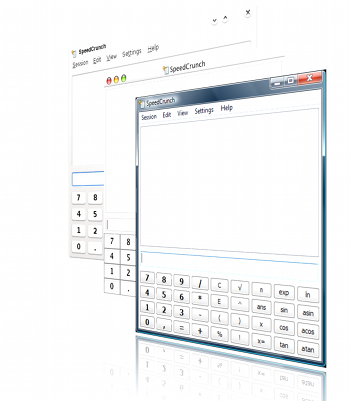 SpeedCrunch
Session Edit View Settings Help
SpeedCrunch
SpeedCrunch
Session Edit View Settings Help
7 8
4 5
1 2
0 .
7 8
4 5
1 2
0 .
7 8 9 / C √ π exp ln
4 5 6 * E ^ ans sin asin
1 2 3 - ( ) x cos acos
0 , = + % ! x= tan atan